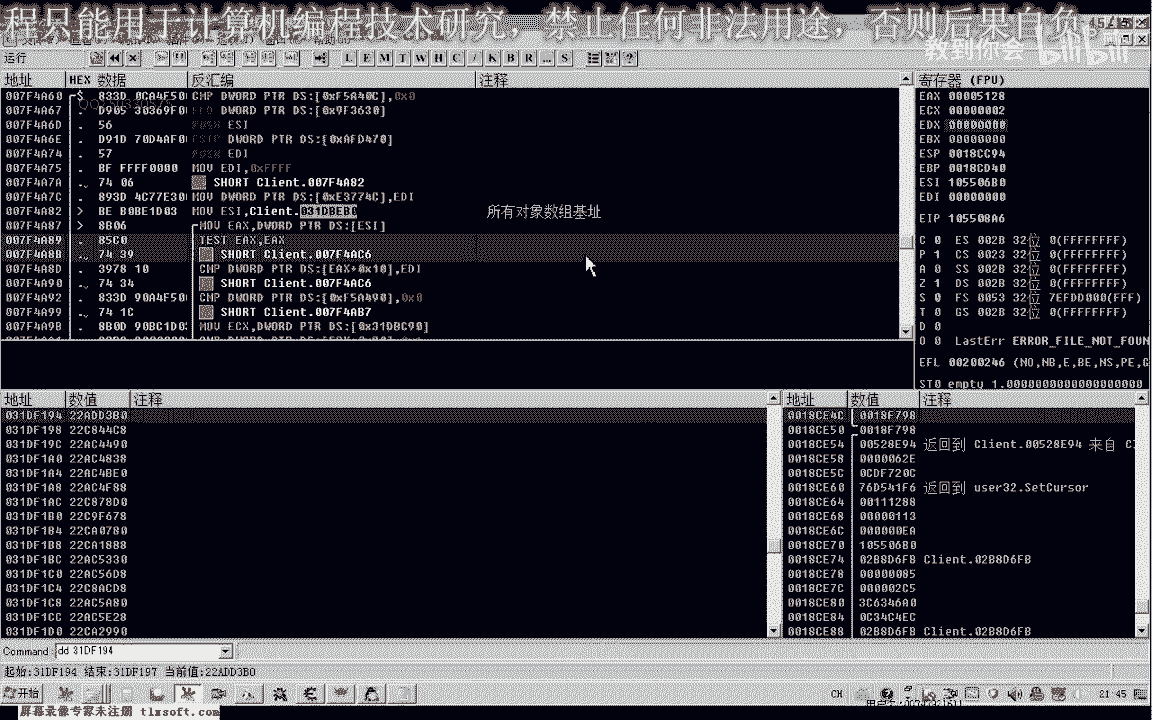 程只能用于计算机编程技术研究，禁止任何非法用途，否则后果自负
教到你会 bilibili
运行
L E M T W H C / K B R ... S
地址 HEX 数据 反汇编 注释
007F4A60 $ 833D 0CA4F500 CMP DWORD PTR DS:[0xF5A40C],0x0
007F4A67 . D905 30369F0 DWORD PTR DS:[0x9F3630]
007F4A6D . 56 PUSH ESI
007F4A6E . D91D 70D4AF0 FSTP DWORD PTR DS:[0xAFD470]
007F4A74 . 57 PUSH EDI
007F4A75 . BF FFFF0000 MOV EDI,0xFFFF
007F4A7A . 74 06 SHORT Client.007F4A82
007F4A7C . 893D 4C77E30 MOV DWORD PTR DS:[0xE3774C],EDI
007F4A82 > BE B0BE1D03 MOV ESI,Client.031DBEB0 所有对象数组基址
007F4A87 > 8B06 MOV EAX,DWORD PTR DS:[ESI]
007F4A89 . 85C0 TEST EAX,EAX
007F4A8B . 74 39 SHORT Client.007F4AC6
007F4A8D . 3978 10 CMP DWORD PTR DS:[EAX+0x10],EDI
007F4A90 . 74 34 SHORT Client.007F4AC6
007F4A92 . 833D 90A4F50 CMP DWORD PTR DS:[0xF5A490],0x0
007F4A99 . 74 1C SHORT Client.007F4AB7
007F4A9B . 8B0D 90BC1D0 MOV ECX,DWORD PTR DS:[0x31DBC90]
寄存器 (FPU)
EAX 00005128
ECX 00000002
EDX 00000000
EBX 00000000
ESP 0018CC94
EBP 0018CD40
ESI 105506B0
EDI 00000000
EIP 105508A6
C 0 ES 002B 32位 0(FFFFFFFF)
P 1 CS 0023 32位 0(FFFFFFFF)
A 0 SS 002B 32位 0(FFFFFFFF)
Z 1 DS 002B 32位 0(FFFFFFFF)
S 0 FS 0053 32位 7EFDD000(FFF)
T 0 GS 002B 32位 0(FFFFFFFF)
D 0
O 0 LastErr ERROR_FILE_NOT_FOUN
EFL 00200246 (NO,NB,E,BE,NS,PE,G
ST0 empty 1.0000000000000000000
地址 数值 注释
031DF194 22ADD3B0
031DF198 22C844C8
031DF19C 22AC4490
031DF1A0 22AC4838
031DF1A4 22AC4BE0
031DF1A8 22AC4F88
031DF1AC 22C878D0
031DF1B0 22C9F678
031DF1B4 22CA0780
031DF1B8 22CA1888
031DF1BC 22AC5330
031DF1C0 22AC56D8
031DF1C4 22C8ACD8
031DF1C8 22AC5A80
031DF1CC 22AC5E28
031DF1D0 22CA2990
地址 数值 注释
0018CE4C 0018F798
0018CE50 0018F798
0018CE54 00528E94 返回到 Client.00528E94 来自
0018CE58 0000062E
0018CE5C 0CDF720C
0018CE60 76D541F6 返回到 user32.SetCursor
0018CE64 00111288
0018CE68 00000113
0018CE6C 000000EA
0018CE70 105506B0
0018CE74 02B8D6FB Client.02B8D6FB
0018CE78 00000085
0018CE7C 000002C5
0018CE80 3C6346A0
0018CE84 0C34C4EC
0018CE88 02B8D6FB Client.02B8D6FB
Command: dd 31DF194
起始:31DF194 结束:31DF197 当前值:22ADD3B0
开始 CH 21:45
屏幕录像专家未注册 tlxsoft.com